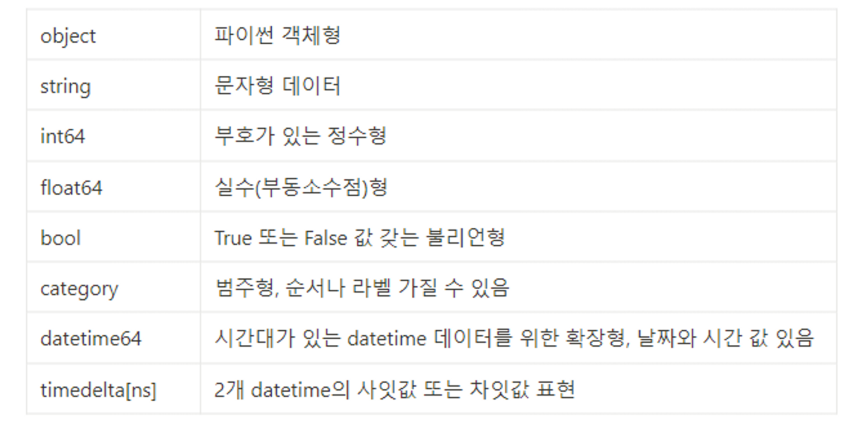 object 파이썬 객체형
string 문자형 데이터
int64 부호가 있는 정수형
float64 실수(부동소수점)형
bool True 또는 False 값 갖는 불리언형
category 범주형, 순서나 라벨 가질 수 있음
datetime64 시간대가 있는 datetime 데이터를 위한 확장형, 날짜와 시간 값 있음
timedelta[ns] 2개 datetime의 사잇값 또는 차잇값 표현